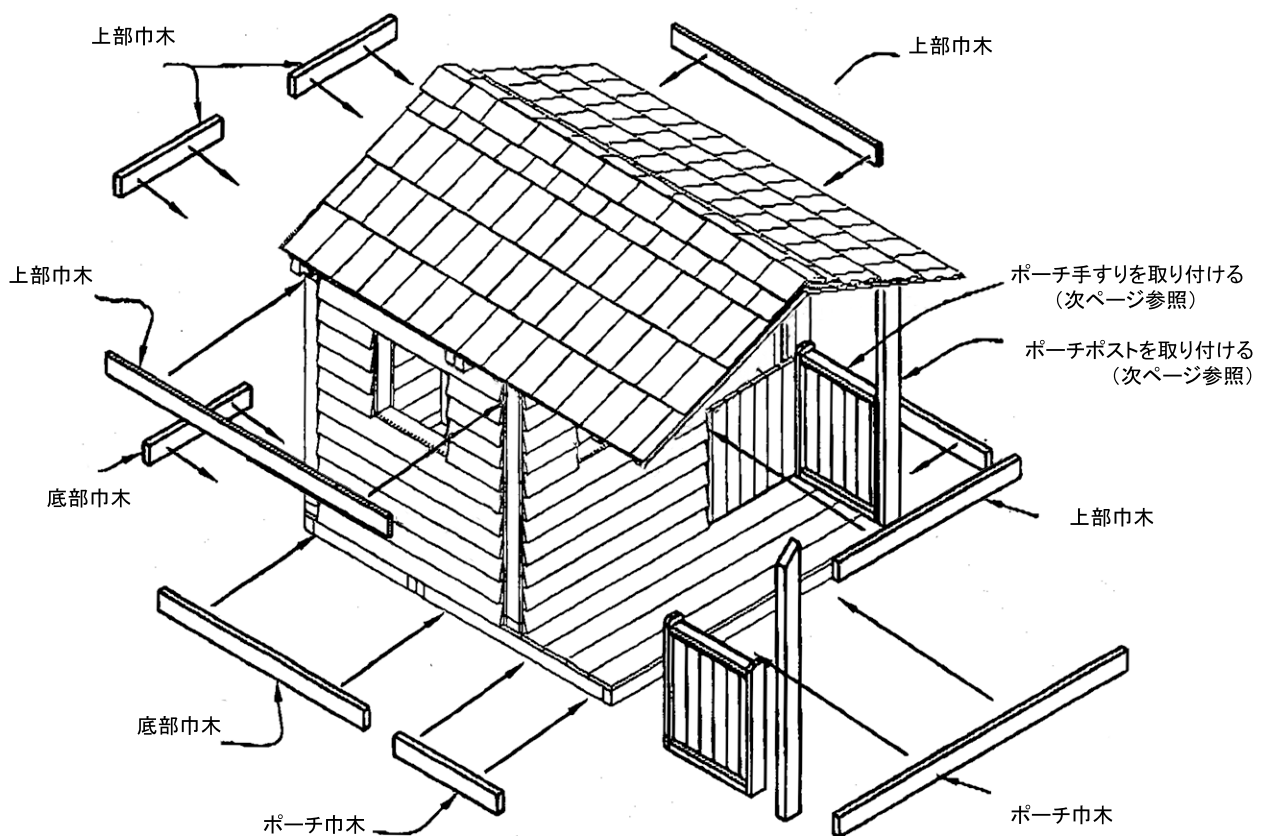 上部巾木
上部巾木
上部巾木
ポーチ手すりを取り付ける
（次ページ参照）
ポーチポストを取り付ける
（次ページ参照）
底部巾木
上部巾木
底部巾木
ポーチ巾木
ポーチ巾木